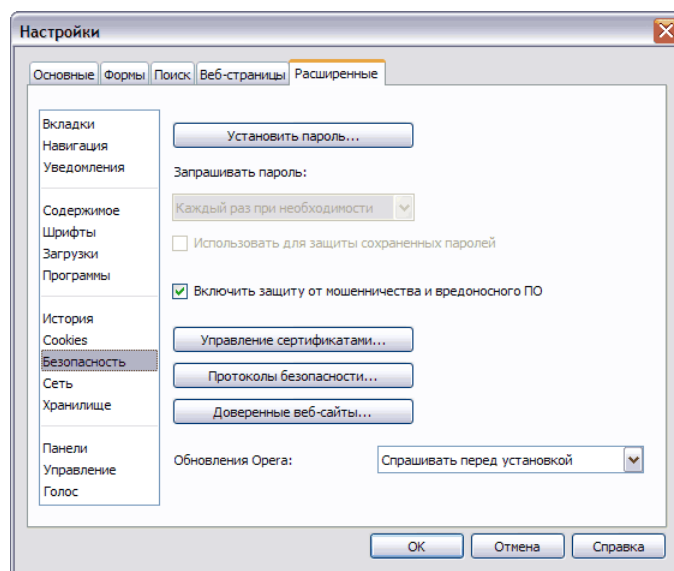 Настройки
Основные Формы Поиск Веб-страницы Расширенные
Вкладки
Навигация
Уведомления
Содержимое
Шрифты
Загрузки
Программы
История
Cookies
Безопасность
Сеть
Хранилище
Панели
Управление
Голос
Установить пароль...
Запрашивать пароль:
Каждый раз при необходимости
Использовать для защиты сохраненных паролей
Включить защиту от мошенничества и вредоносного ПО
Управление сертификатами...
Протоколы безопасности...
Доверенные веб-сайты...
Обновления Opera: Спрашивать перед установкой
OK Отмена Справка